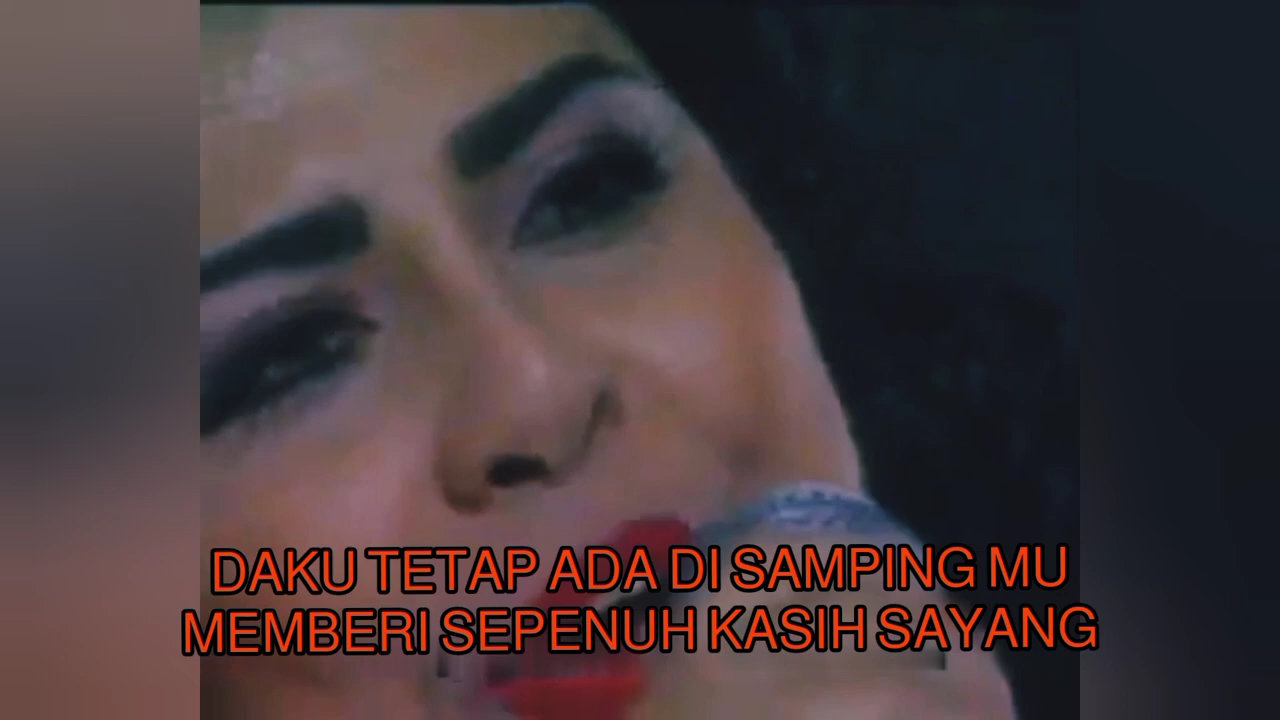 DAKU TETAP ADA DI SAMPING MU
MEMBERI SEPENUH KASIH SAYANG